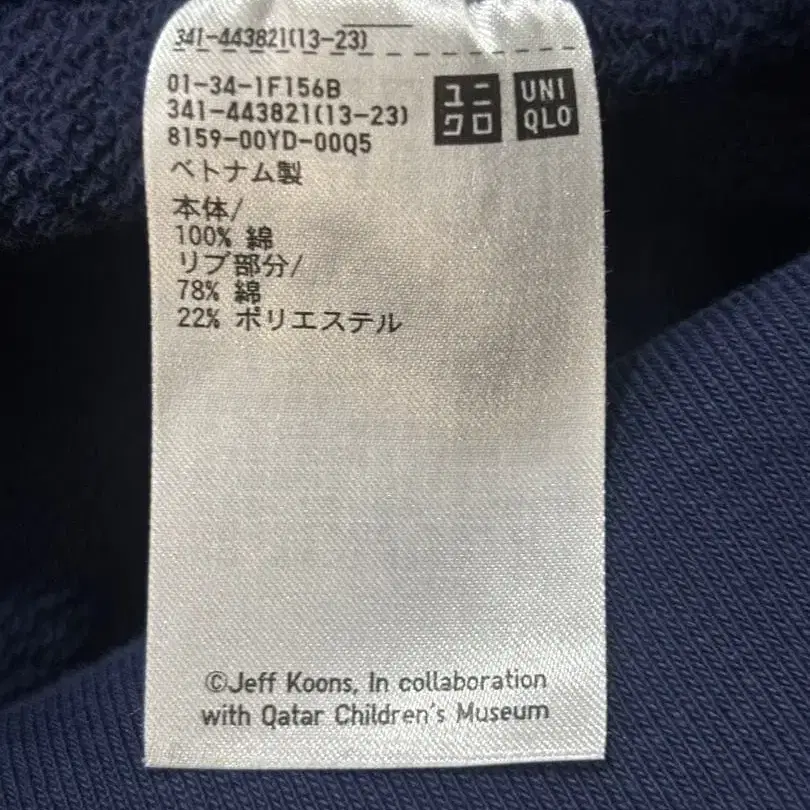 341-443821(13-23)
01-34-1F156B
341-443821(13-23)
8159-00YD-00Q5
ユニ
クロ
UNI
QLO
ベトナム製
本体/
100% 綿
リブ部分/
78% 綿
22% ポリエステル
©Jeff Koons, In collaboration
with Qatar Children's Museum